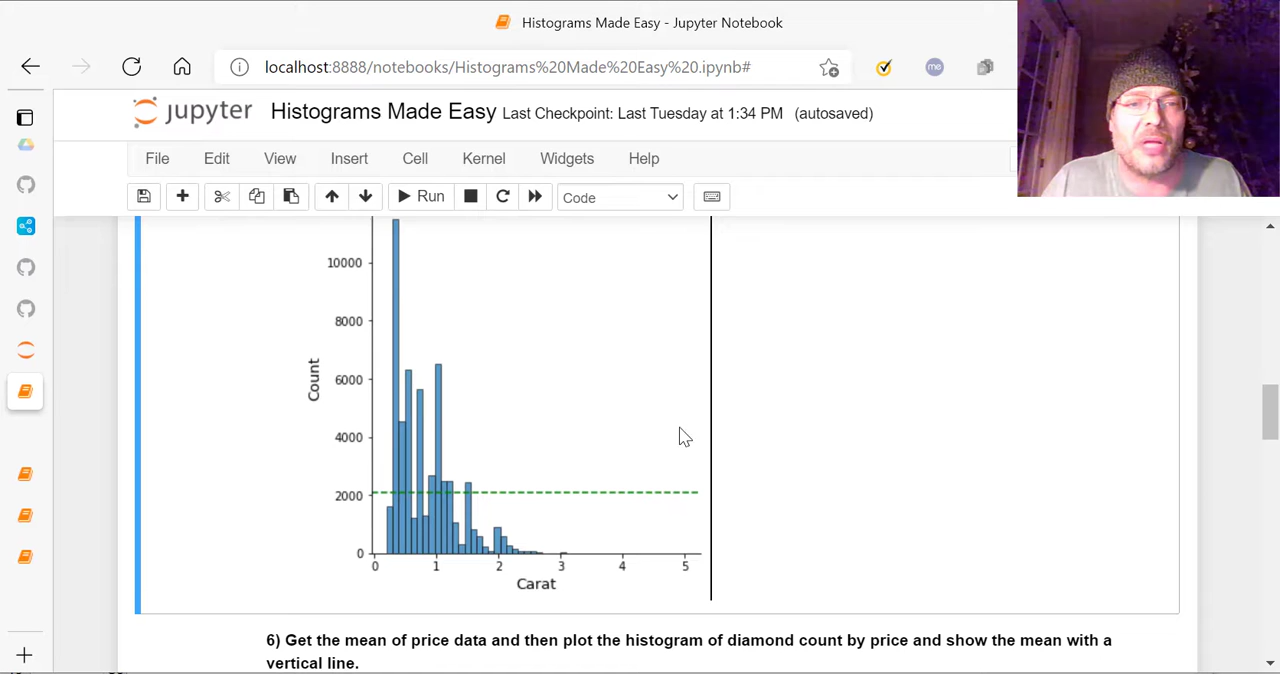 Histograms Made Easy - Jupyter Notebook
localhost:8888/notebooks/Histograms%20Made%20Easy%20.ipynb#
me
jupyter Histograms Made Easy Last Checkpoint: Last Tuesday at 1:34 PM (autosaved)
File Edit View Insert Cell Kernel Widgets Help
Run Code
10000
8000
6000
4000
2000
0
Count
0 1 2 3 4 5
Carat
6) Get the mean of price data and then plot the histogram of diamond count by price and show the mean with a
vertical line.